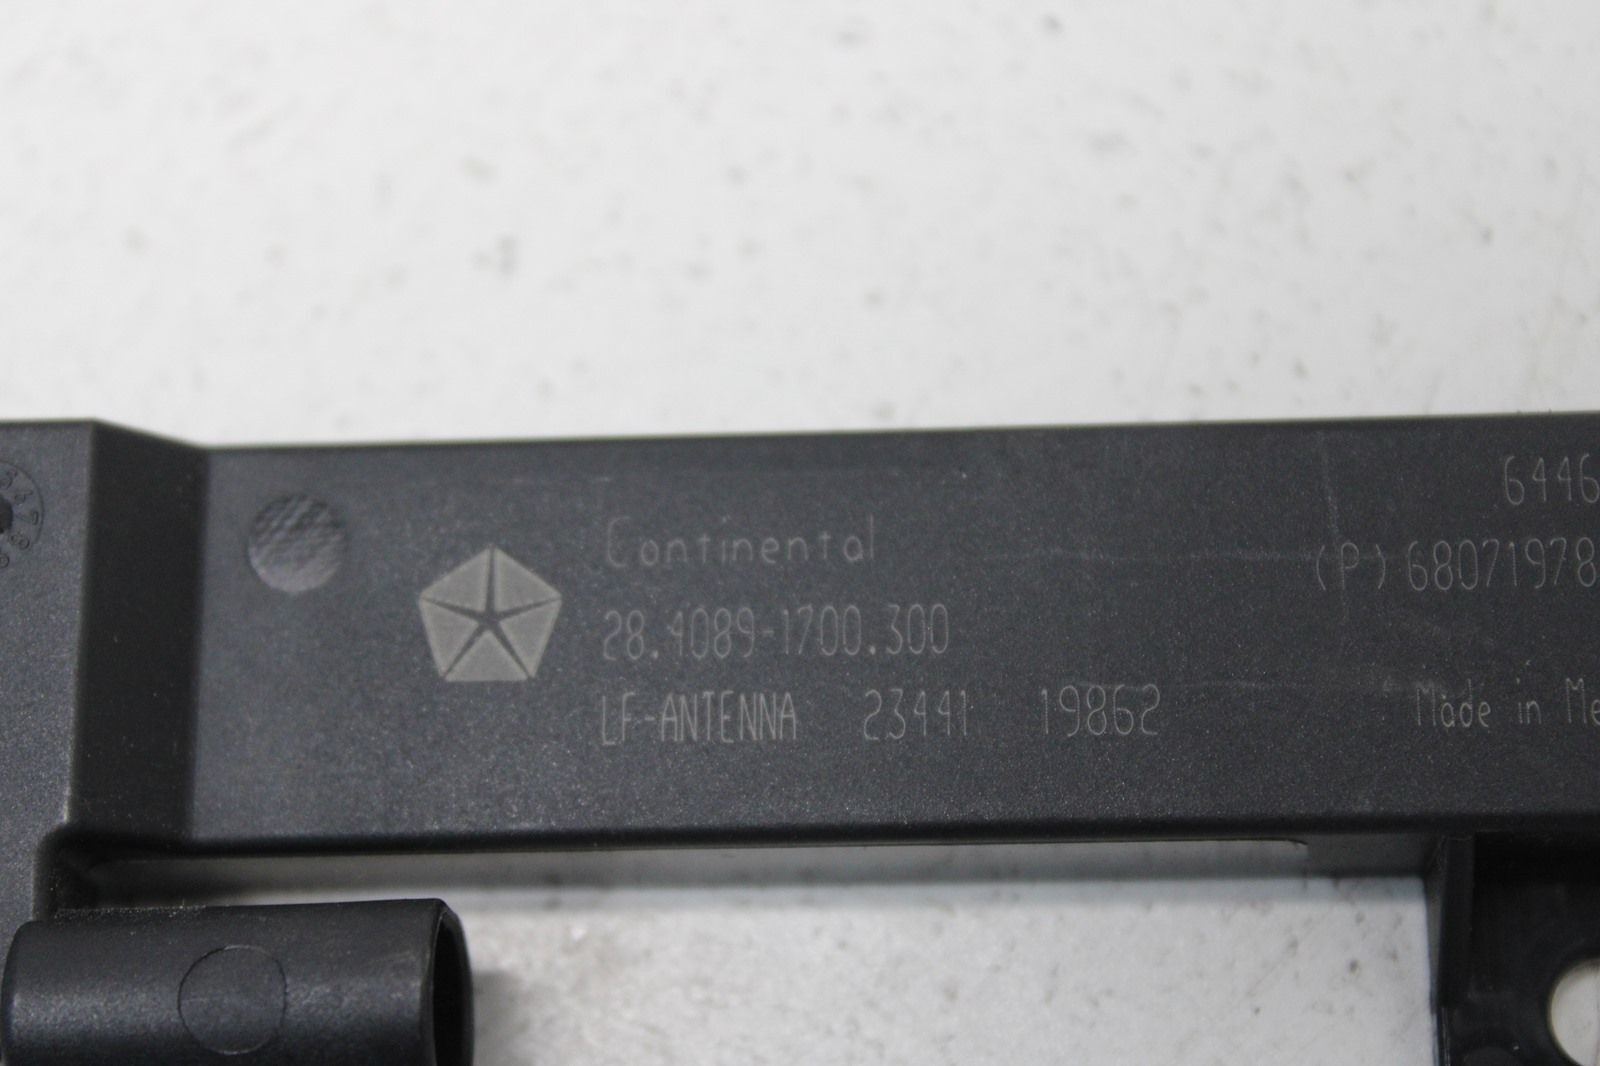 Continental
28.4089-1700.300
LF-ANTENNA 23441 19862
6446
(P) 68071978
Made in Me